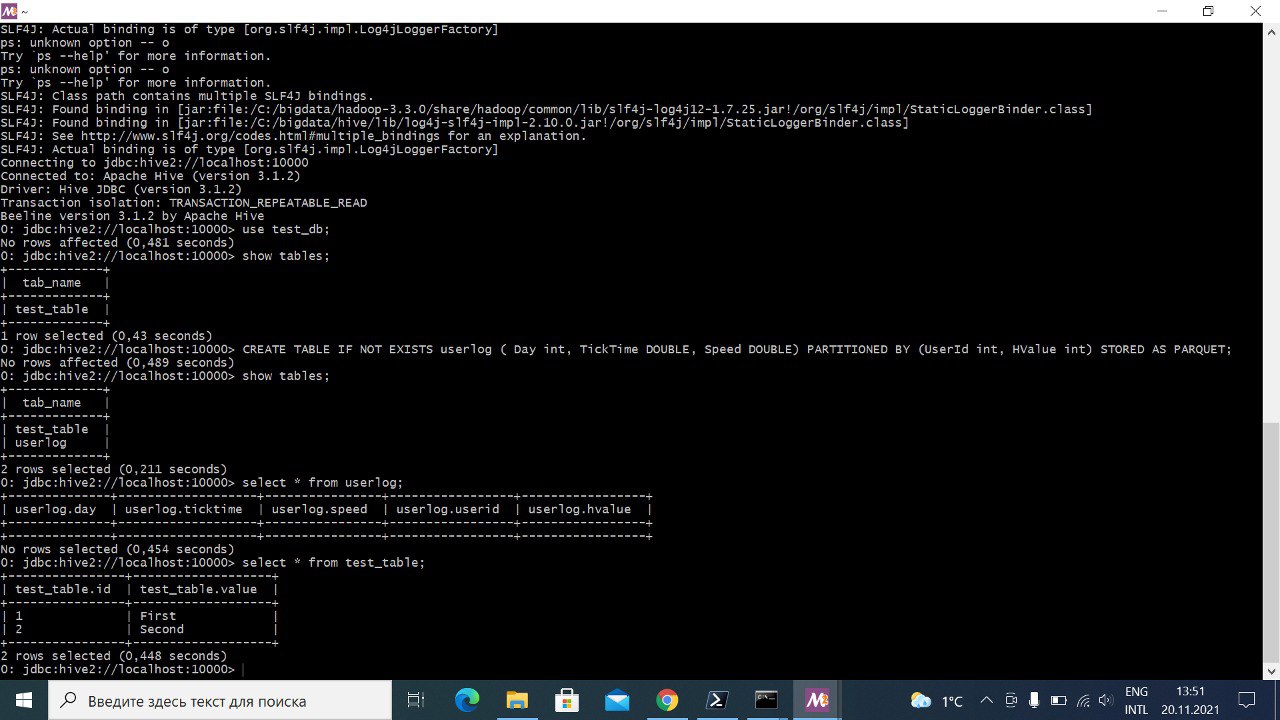 ~
SLF4J: Actual binding is of type [org.slf4j.impl.Log4jLoggerFactory]
ps: unknown option -- o
Try `ps --help' for more information.
ps: unknown option -- o
Try `ps --help' for more information.
SLF4J: Class path contains multiple SLF4J bindings.
SLF4J: Found binding in [jar:file:/C:/bigdata/hadoop-3.3.0/share/hadoop/common/lib/slf4j-log4j12-1.7.25.jar!/org/slf4j/impl/StaticLoggerBinder.class]
SLF4J: Found binding in [jar:file:/C:/bigdata/hive/lib/log4j-slf4j-impl-2.10.0.jar!/org/slf4j/impl/StaticLoggerBinder.class]
SLF4J: See http://www.slf4j.org/codes.html#multiple_bindings for an explanation.
SLF4J: Actual binding is of type [org.slf4j.impl.Log4jLoggerFactory]
Connecting to jdbc:hive2://localhost:10000
Connected to: Apache Hive (version 3.1.2)
Driver: Hive JDBC (version 3.1.2)
Transaction isolation: TRANSACTION_REPEATABLE_READ
Beeline version 3.1.2 by Apache Hive
0: jdbc:hive2://localhost:10000> use test_db;
No rows affected (0,481 seconds)
0: jdbc:hive2://localhost:10000> show tables;
+-------------+
|  tab_name   |
+-------------+
| test_table  |
+-------------+
1 row selected (0,43 seconds)
0: jdbc:hive2://localhost:10000> CREATE TABLE IF NOT EXISTS userlog ( Day int, TickTime DOUBLE, Speed DOUBLE) PARTITIONED BY (UserId int, HValue int) STORED AS PARQUET;
No rows affected (0,489 seconds)
0: jdbc:hive2://localhost:10000> show tables;
+-------------+
|  tab_name   |
+-------------+
| test_table  |
| userlog     |
+-------------+
2 rows selected (0,211 seconds)
0: jdbc:hive2://localhost:10000> select * from userlog;
+--------------+-------------------+----------------+-----------------+-----------------+
| userlog.day  | userlog.ticktime  | userlog.speed  | userlog.userid  | userlog.hvalue  |
+--------------+-------------------+----------------+-----------------+-----------------+
+--------------+-------------------+----------------+-----------------+-----------------+
No rows selected (0,454 seconds)
0: jdbc:hive2://localhost:10000> select * from test_table;
+----------------+-------------------+
| test_table.id  | test_table.value  |
+----------------+-------------------+
| 1              | First             |
| 2              | Second            |
+----------------+-------------------+
2 rows selected (0,448 seconds)
0: jdbc:hive2://localhost:10000>
Введите здесь текст для поиска
1°C
ENG
INTL
13:51
20.11.2021